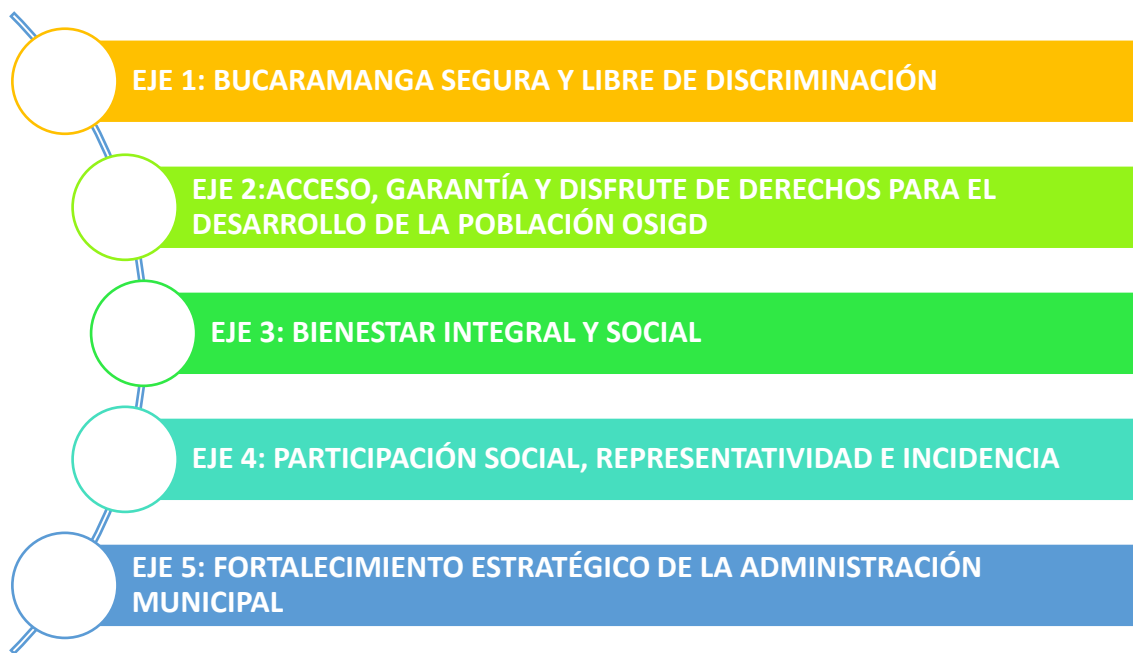 EJE 1: BUCARAMANGA SEGURA Y LIBRE DE DISCRIMINACIÓN
EJE 2:ACCESO, GARANTÍA Y DISFRUTE DE DERECHOS PARA EL
DESARROLLO DE LA POBLACIÓN OSIGD
EJE 3: BIENESTAR INTEGRAL Y SOCIAL
EJE 4: PARTICIPACIÓN SOCIAL, REPRESENTATIVIDAD E INCIDENCIA
EJE 5: FORTALECIMIENTO ESTRATÉGICO DE LA ADMINISTRACIÓN
MUNICIPAL